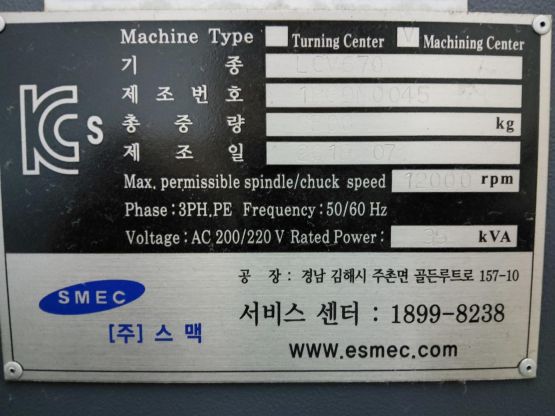 Machine Type Turning Center V Machining Center
기 종
제 조 번 호
총 중 량 kg
제 조 일
Max. permissible spindle/chuck speed 12000 rpm
Phase:3PH.PE Frequency:50/60 Hz
Voltage:AC 200/220 V Rated Power: kVA
KCs
SMEC
[주] 스 맥
공 장 : 경남 김해시 주촌면 골든루트로 157-10
서비스 센터 : 1899-8238
www.esmec.com